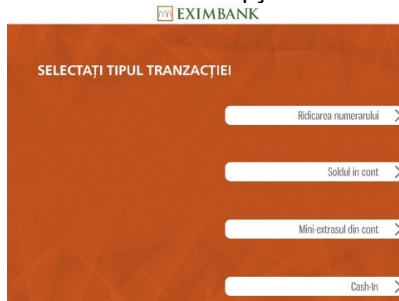 EXIMBANK
SELECTAȚI TIPUL TRANZACȚIEI
Ridicarea numerarului
Soldul în cont
Mini-extrasul din cont
Cash-In